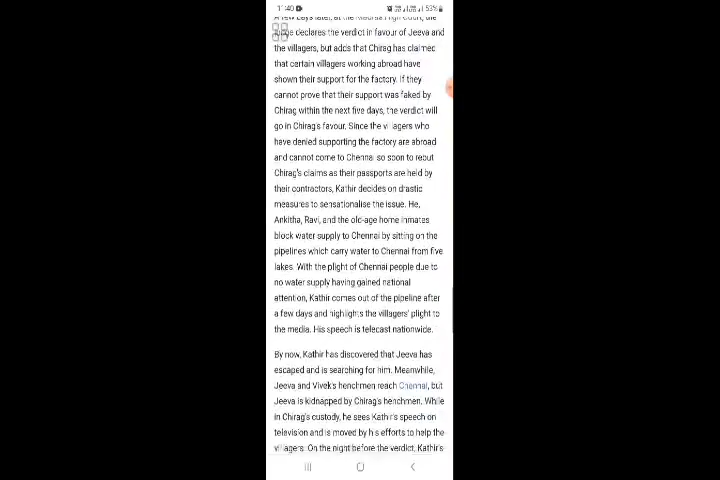 11:40 53%
A few days later, at the Madras High Court, the
judge declares the verdict in favour of Jeeva and
the villagers, but adds that Chirag has claimed
that certain villagers working abroad have
shown their support for the factory. If they
cannot prove that their support was faked by
Chirag within the next five days, the verdict will
go in Chirag's favour. Since the villagers who
have denied supporting the factory are abroad
and cannot come to Chennai so soon to rebut
Chirag's claims as their passports are held by
their contractors, Kathir decides on drastic
measures to sensationalise the issue. He,
Ankitha, Ravi, and the old-age home inmates
block water supply to Chennai by sitting on the
pipelines which carry water to Chennai from five
lakes. With the plight of Chennai people due to
no water supply having gained national
attention, Kathir comes out of the pipeline after
a few days and highlights the villagers' plight to
the media. His speech is telecast nationwide.
By now, Kathir has discovered that Jeeva has
escaped and is searching for him. Meanwhile,
Jeeva and Vivek's henchmen reach Chennai, but
Jeeva is kidnapped by Chirag's henchmen. While
in Chirag's custody, he sees Kathir's speech on
television and is moved by his efforts to help the
villagers. On the night before the verdict, Kathir's